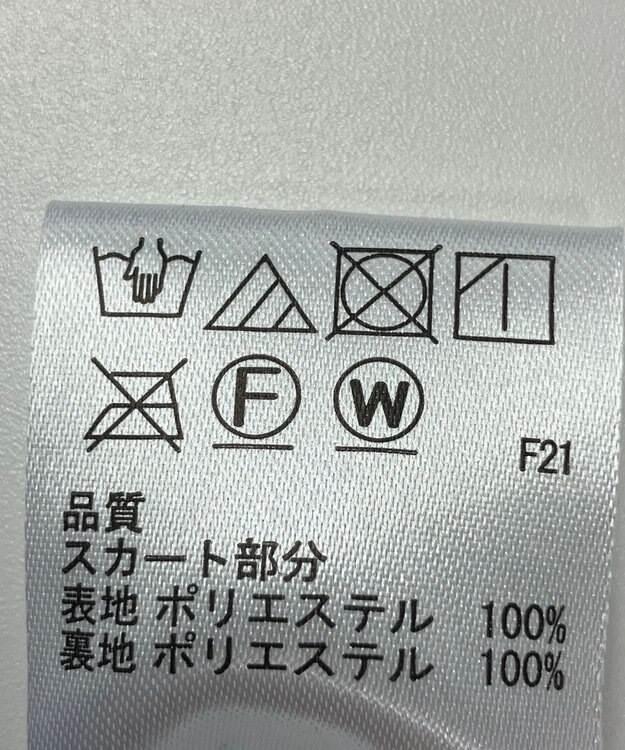 F W
F21
品質
スカート部分
表地 ポリエステル 100%
裏地 ポリエステル 100%